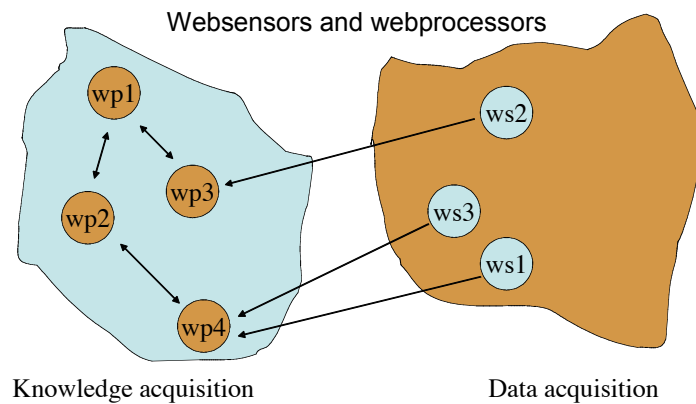 Websensors and webprocessors
wp1
ws2
wp3
wp2
ws3
ws1
wp4
Knowledge acquisition
Data acquisition